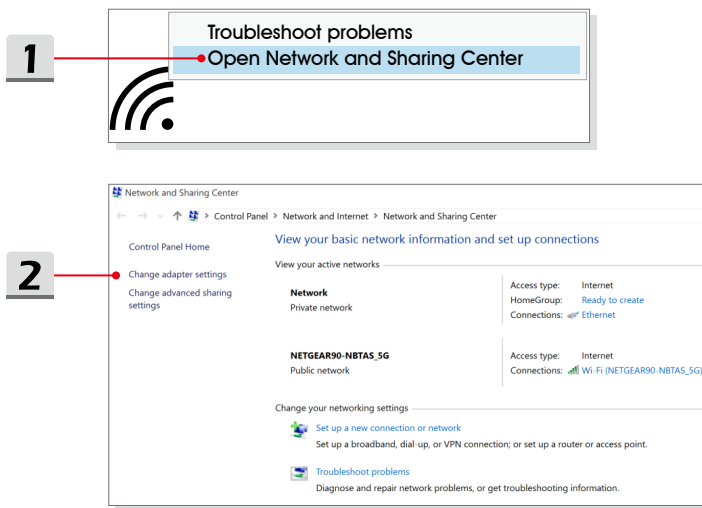 Troubleshoot problems
1
Open Network and Sharing Center
Network and Sharing Center
Control Panel > Network and Internet > Network and Sharing Center
Control Panel Home
2
Change adapter settings
Change advanced sharing
settings
View your basic network information and set up connections
View your active networks
Network
Private network
Access type: Internet
HomeGroup: Ready to create
Connections: Ethernet
NETGEAR90-NBTAS_5G
Public network
Access type: Internet
Connections: Wi-Fi (NETGEAR90-NBTAS_5G)
Change your networking settings
Set up a new connection or network
Set up a broadband, dial-up, or VPN connection; or set up a router or access point.
Troubleshoot problems
Diagnose and repair network problems, or get troubleshooting information.